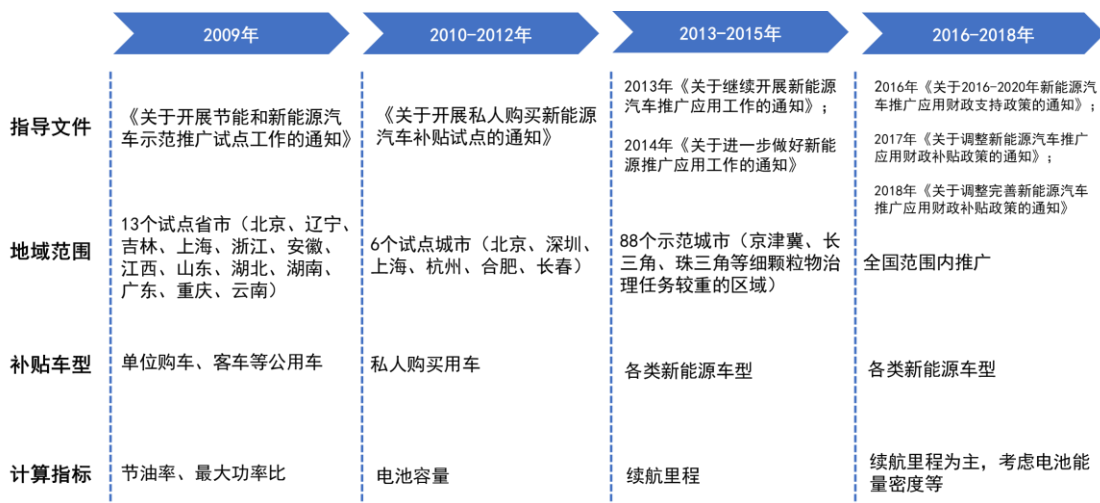 2009年
2010-2012年
2013-2015年
2016-2018年
指导文件
《关于开展节能和新能源汽
车示范推广试点工作的通知》
《关于开展私人购买新能源
汽车补贴试点的通知》
2013年《关于继续开展新能源
汽车推广应用工作的通知》；
2014年《关于进一步做好新能
源推广应用工作的通知》
2016年《关于2016-2020年新能源汽
车推广应用财政支持政策的通知》；
2017年《关于调整新能源汽车推广
应用财政补贴政策的通知》；
2018年《关于调整完善新能源汽车
推广应用财政补贴政策的通知》
地域范围
13个试点省市（北京、辽宁、
吉林、上海、浙江、安徽、
江西、山东、湖北、湖南、
广东、重庆、云南）
6个试点城市（北京、深圳、
上海、杭州、合肥、长春）
88个示范城市（京津冀、长
三角、珠三角等细颗粒物治
理任务较重的区域）
全国范围内推广
补贴车型
单位购车、客车等公用车
私人购买用车
各类新能源车型
各类新能源车型
计算指标
节油率、最大功率比
电池容量
续航里程
续航里程为主，考虑电池能
量密度等